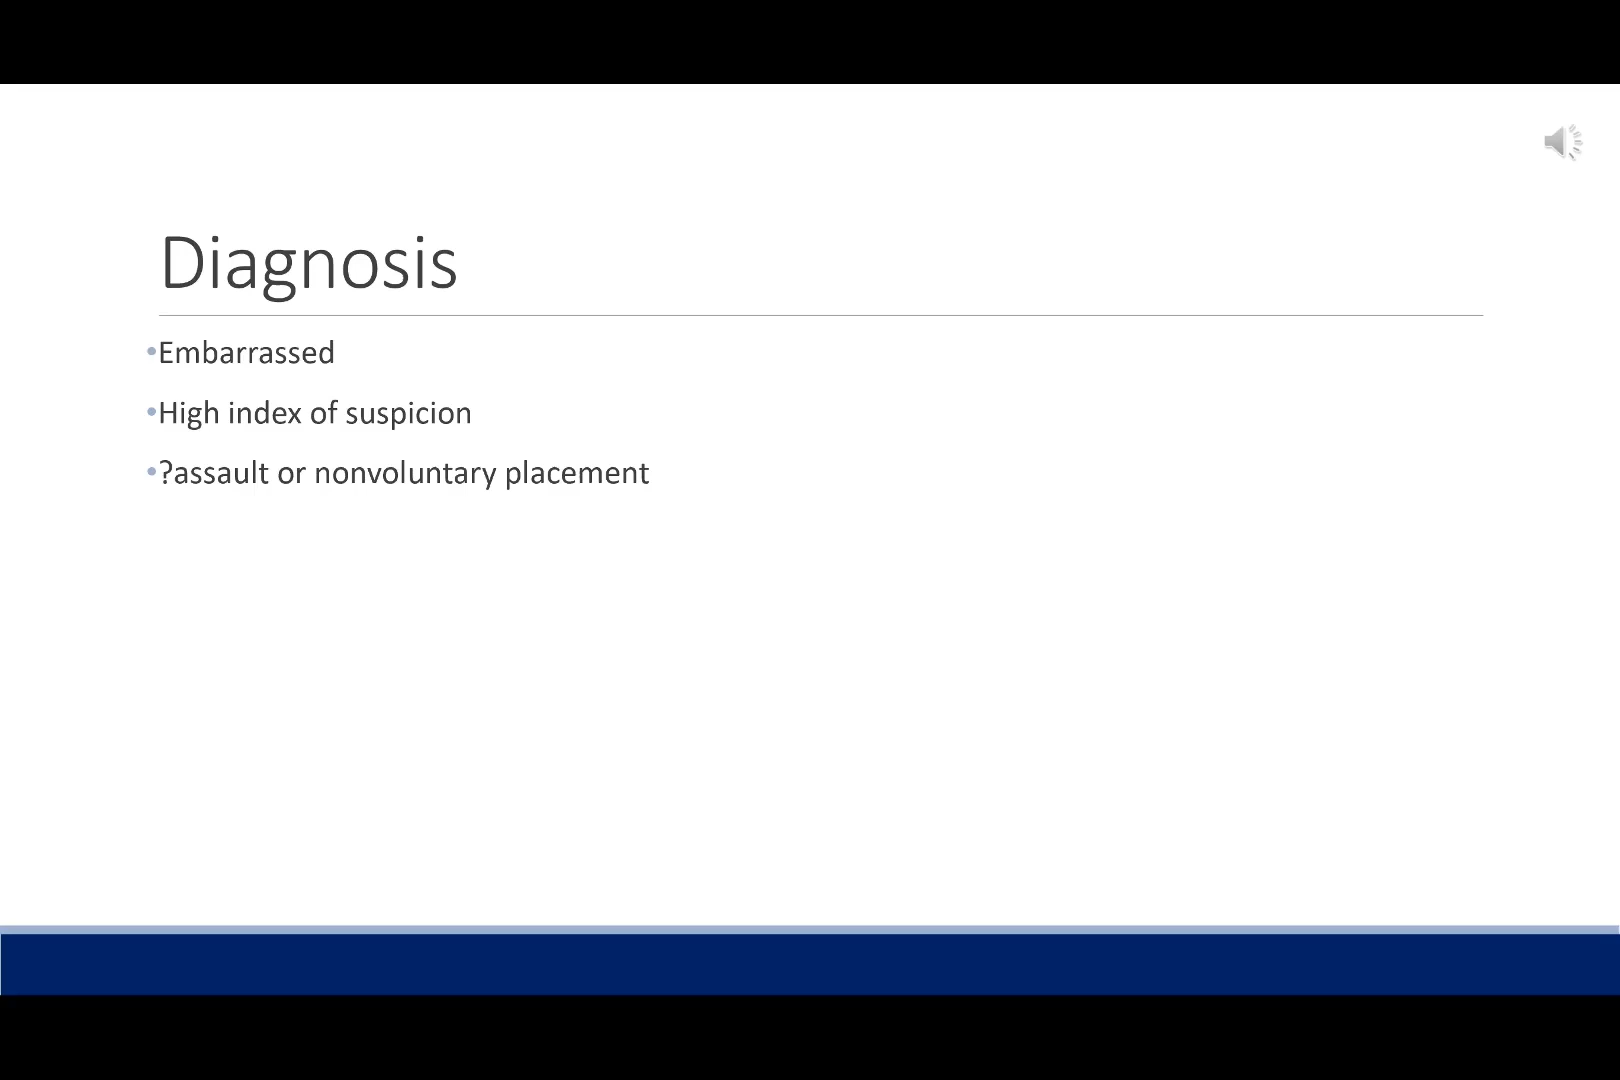 Diagnosis
•Embarrassed
•High index of suspicion
•?assault or nonvoluntary placement